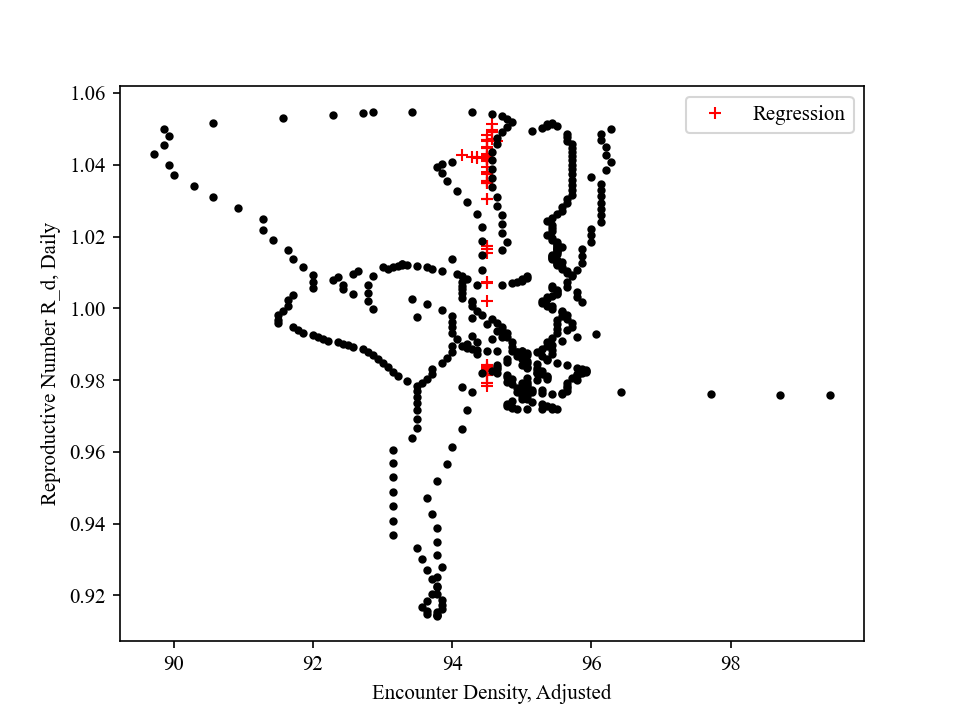 Regression
1.06
1.04
1.02
1.00
0.98
0.96
0.94
0.92
Reproductive Number R_d, Daily
90 92 94 96 98
Encounter Density, Adjusted